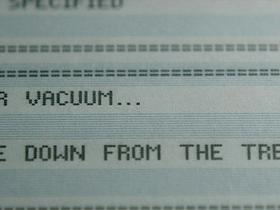 SPECIFIED
R VACUUM...
E DOWN FROM THE TRE